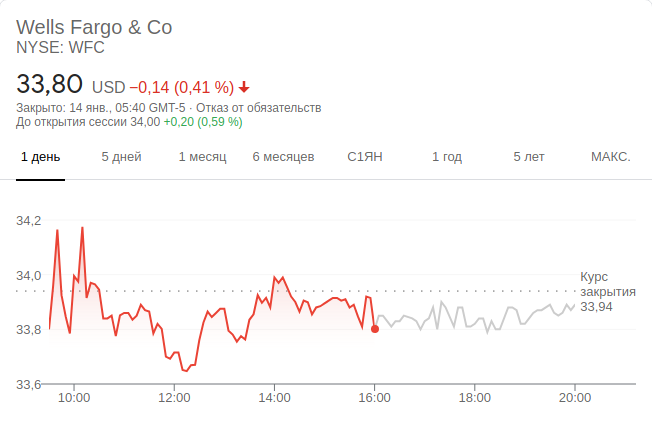 Wells Fargo & Co
NYSE: WFC
33,80 USD −0,14 (0,41 %)
Закрыто: 14 янв., 05:40 GMT-5 · Отказ от обязательств
До открытия сессии 34,00 +0,20 (0,59 %)
1 день 5 дней 1 месяц 6 месяцев С1ЯН 1 год 5 лет МАКС.
34,2
34,0
33,8
33,6
Курс
закрытия
33,94
10:00 12:00 14:00 16:00 18:00 20:00